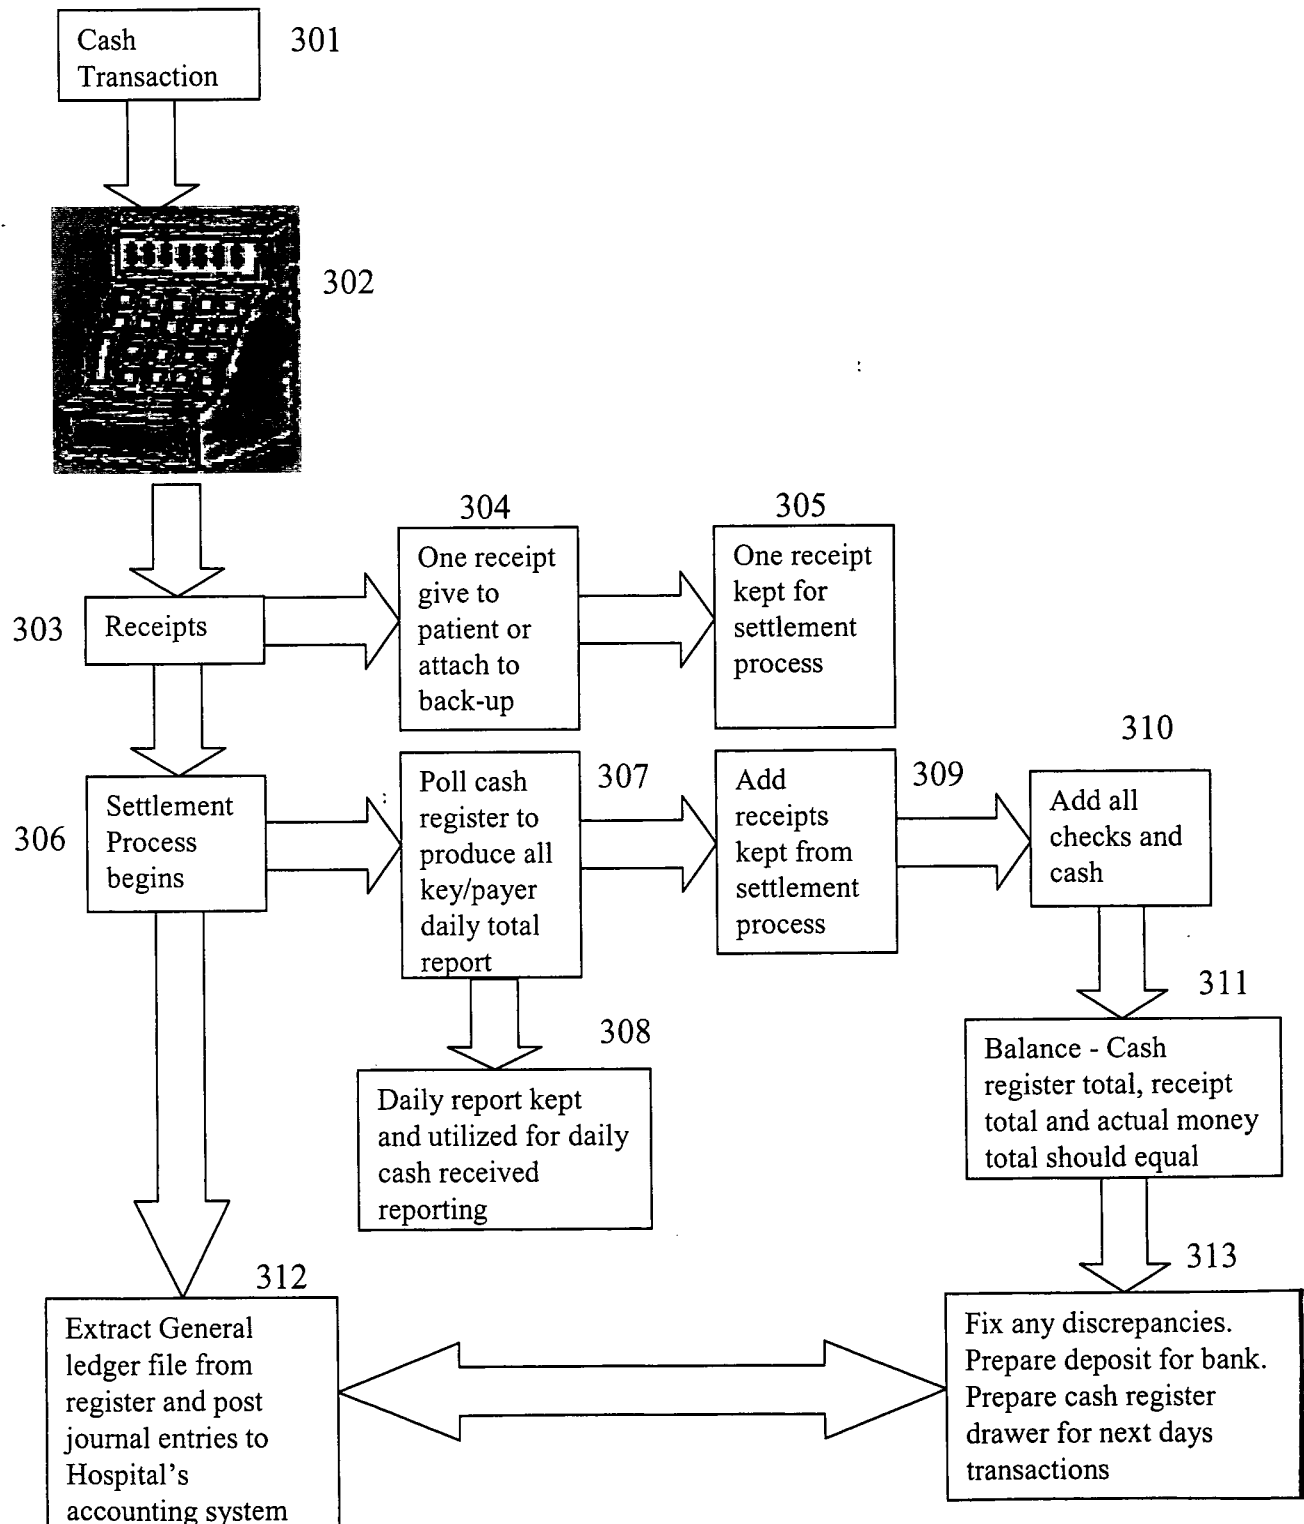 Cash
Transaction
301
$$$$$$$
302
304
305
303
Receipts
One receipt
give to
patient or
attach to
back-up
One receipt
kept for
settlement
process
306
Settlement
Process
begins
Poll cash
register to
produce all
key/payer
daily total
report
307
Add
receipts
kept from
settlement
process
309
310
Add all
checks and
cash
308
Daily report kept
and utilized for daily
cash received
reporting
311
Balance - Cash
register total, receipt
total and actual money
total should equal
312
Extract General
ledger file from
register and post
journal entries to
Hospital's
accounting system
313
Fix any discrepancies.
Prepare deposit for bank.
Prepare cash register
drawer for next days
transactions